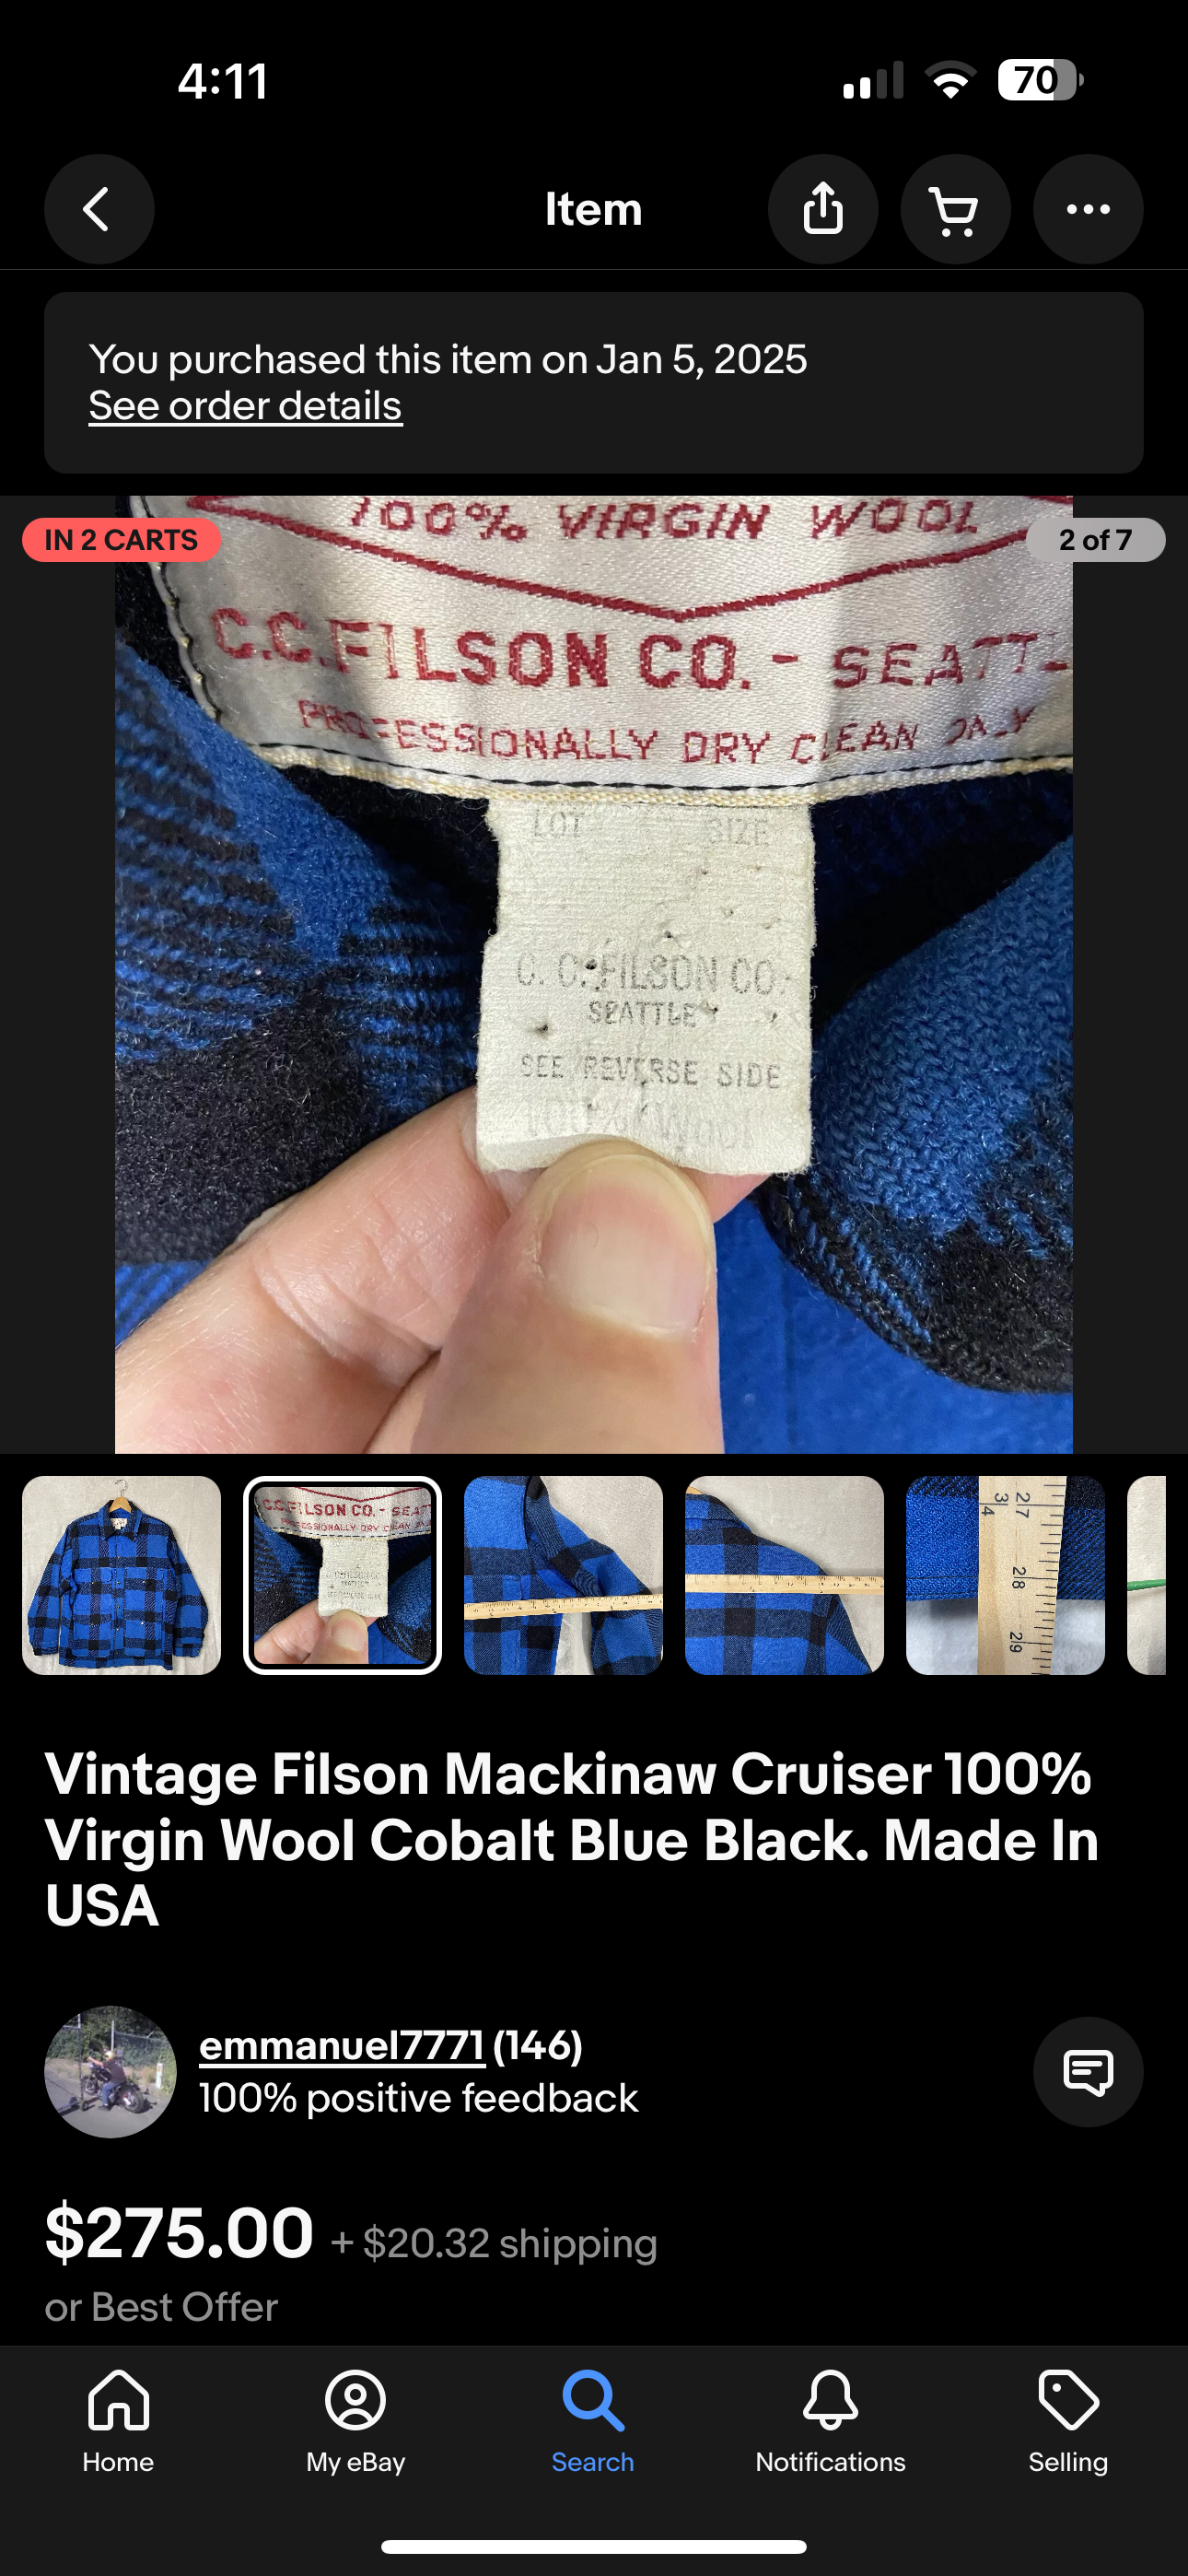 4:11
70
Item
You purchased this item on Jan 5, 2025
See order details
IN 2 CARTS
2 of 7
100% VIRGIN WOOL
C.C.FILSON CO. - SEATT
PROFESSIONALLY DRY CLEAN ONLY
LOT SIZE
C. C. FILSON CO.
SEATTLE
SEE REVERSE SIDE
100% WOOL
Vintage Filson Mackinaw Cruiser 100%
Virgin Wool Cobalt Blue Black. Made In
USA
emmanuel7771 (146)
100% positive feedback
$275.00 + $20.32 shipping
or Best Offer
Home
My eBay
Search
Notifications
Selling